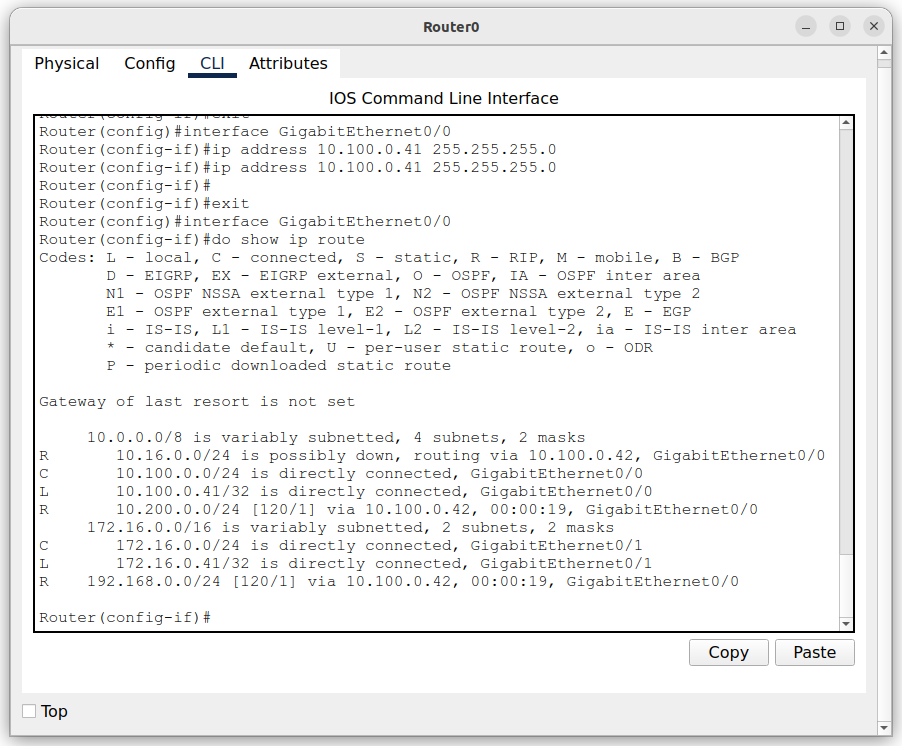 Router0
Physical Config CLI Attributes
IOS Command Line Interface
Router(config)#exit
Router(config)#interface GigabitEthernet0/0
Router(config-if)#ip address 10.100.0.41 255.255.255.0
Router(config-if)#ip address 10.100.0.41 255.255.255.0
Router(config-if)#
Router(config-if)#exit
Router(config)#interface GigabitEthernet0/0
Router(config-if)#do show ip route
Codes: L - local, C - connected, S - static, R - RIP, M - mobile, B - BGP
       D - EIGRP, EX - EIGRP external, O - OSPF, IA - OSPF inter area
       N1 - OSPF NSSA external type 1, N2 - OSPF NSSA external type 2
       E1 - OSPF external type 1, E2 - OSPF external type 2, E - EGP
       i - IS-IS, L1 - IS-IS level-1, L2 - IS-IS level-2, ia - IS-IS inter area
       * - candidate default, U - per-user static route, o - ODR
       P - periodic downloaded static route

Gateway of last resort is not set

     10.0.0.0/8 is variably subnetted, 4 subnets, 2 masks
R       10.16.0.0/24 is possibly down, routing via 10.100.0.42, GigabitEthernet0/0
C       10.100.0.0/24 is directly connected, GigabitEthernet0/0
L       10.100.0.41/32 is directly connected, GigabitEthernet0/0
R       10.200.0.0/24 [120/1] via 10.100.0.42, 00:00:19, GigabitEthernet0/0
     172.16.0.0/16 is variably subnetted, 2 subnets, 2 masks
C       172.16.0.0/24 is directly connected, GigabitEthernet0/1
L       172.16.0.41/32 is directly connected, GigabitEthernet0/1
R    192.168.0.0/24 [120/1] via 10.100.0.42, 00:00:19, GigabitEthernet0/0

Router(config-if)#
Copy Paste
Top